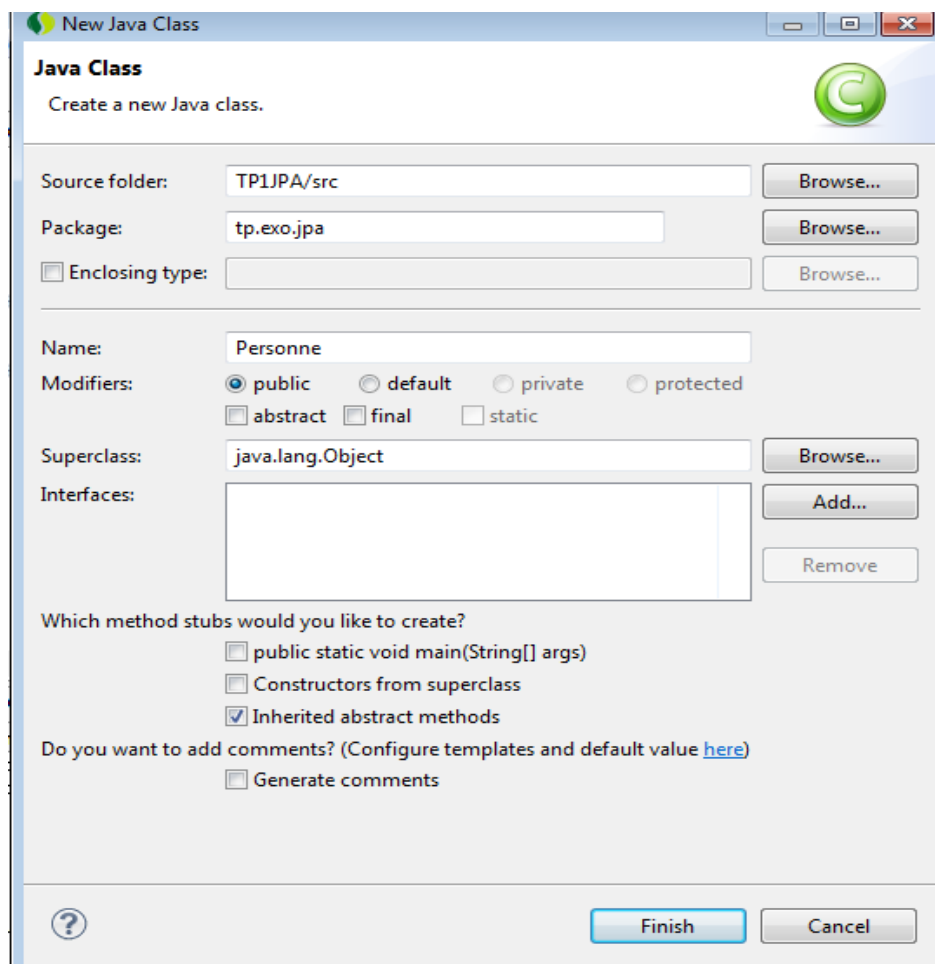 New Java Class
Java Class
Create a new Java class.
C
Source folder: TP1JPA/src Browse...
Package: tp.exo.jpa Browse...
Enclosing type: Browse...
Name: Personne
Modifiers: public default private protected
abstract final static
Superclass: java.lang.Object Browse...
Interfaces: Add...
Remove
Which method stubs would you like to create?
public static void main(String[] args)
Constructors from superclass
Inherited abstract methods
Do you want to add comments? (Configure templates and default value here)
Generate comments
? Finish Cancel